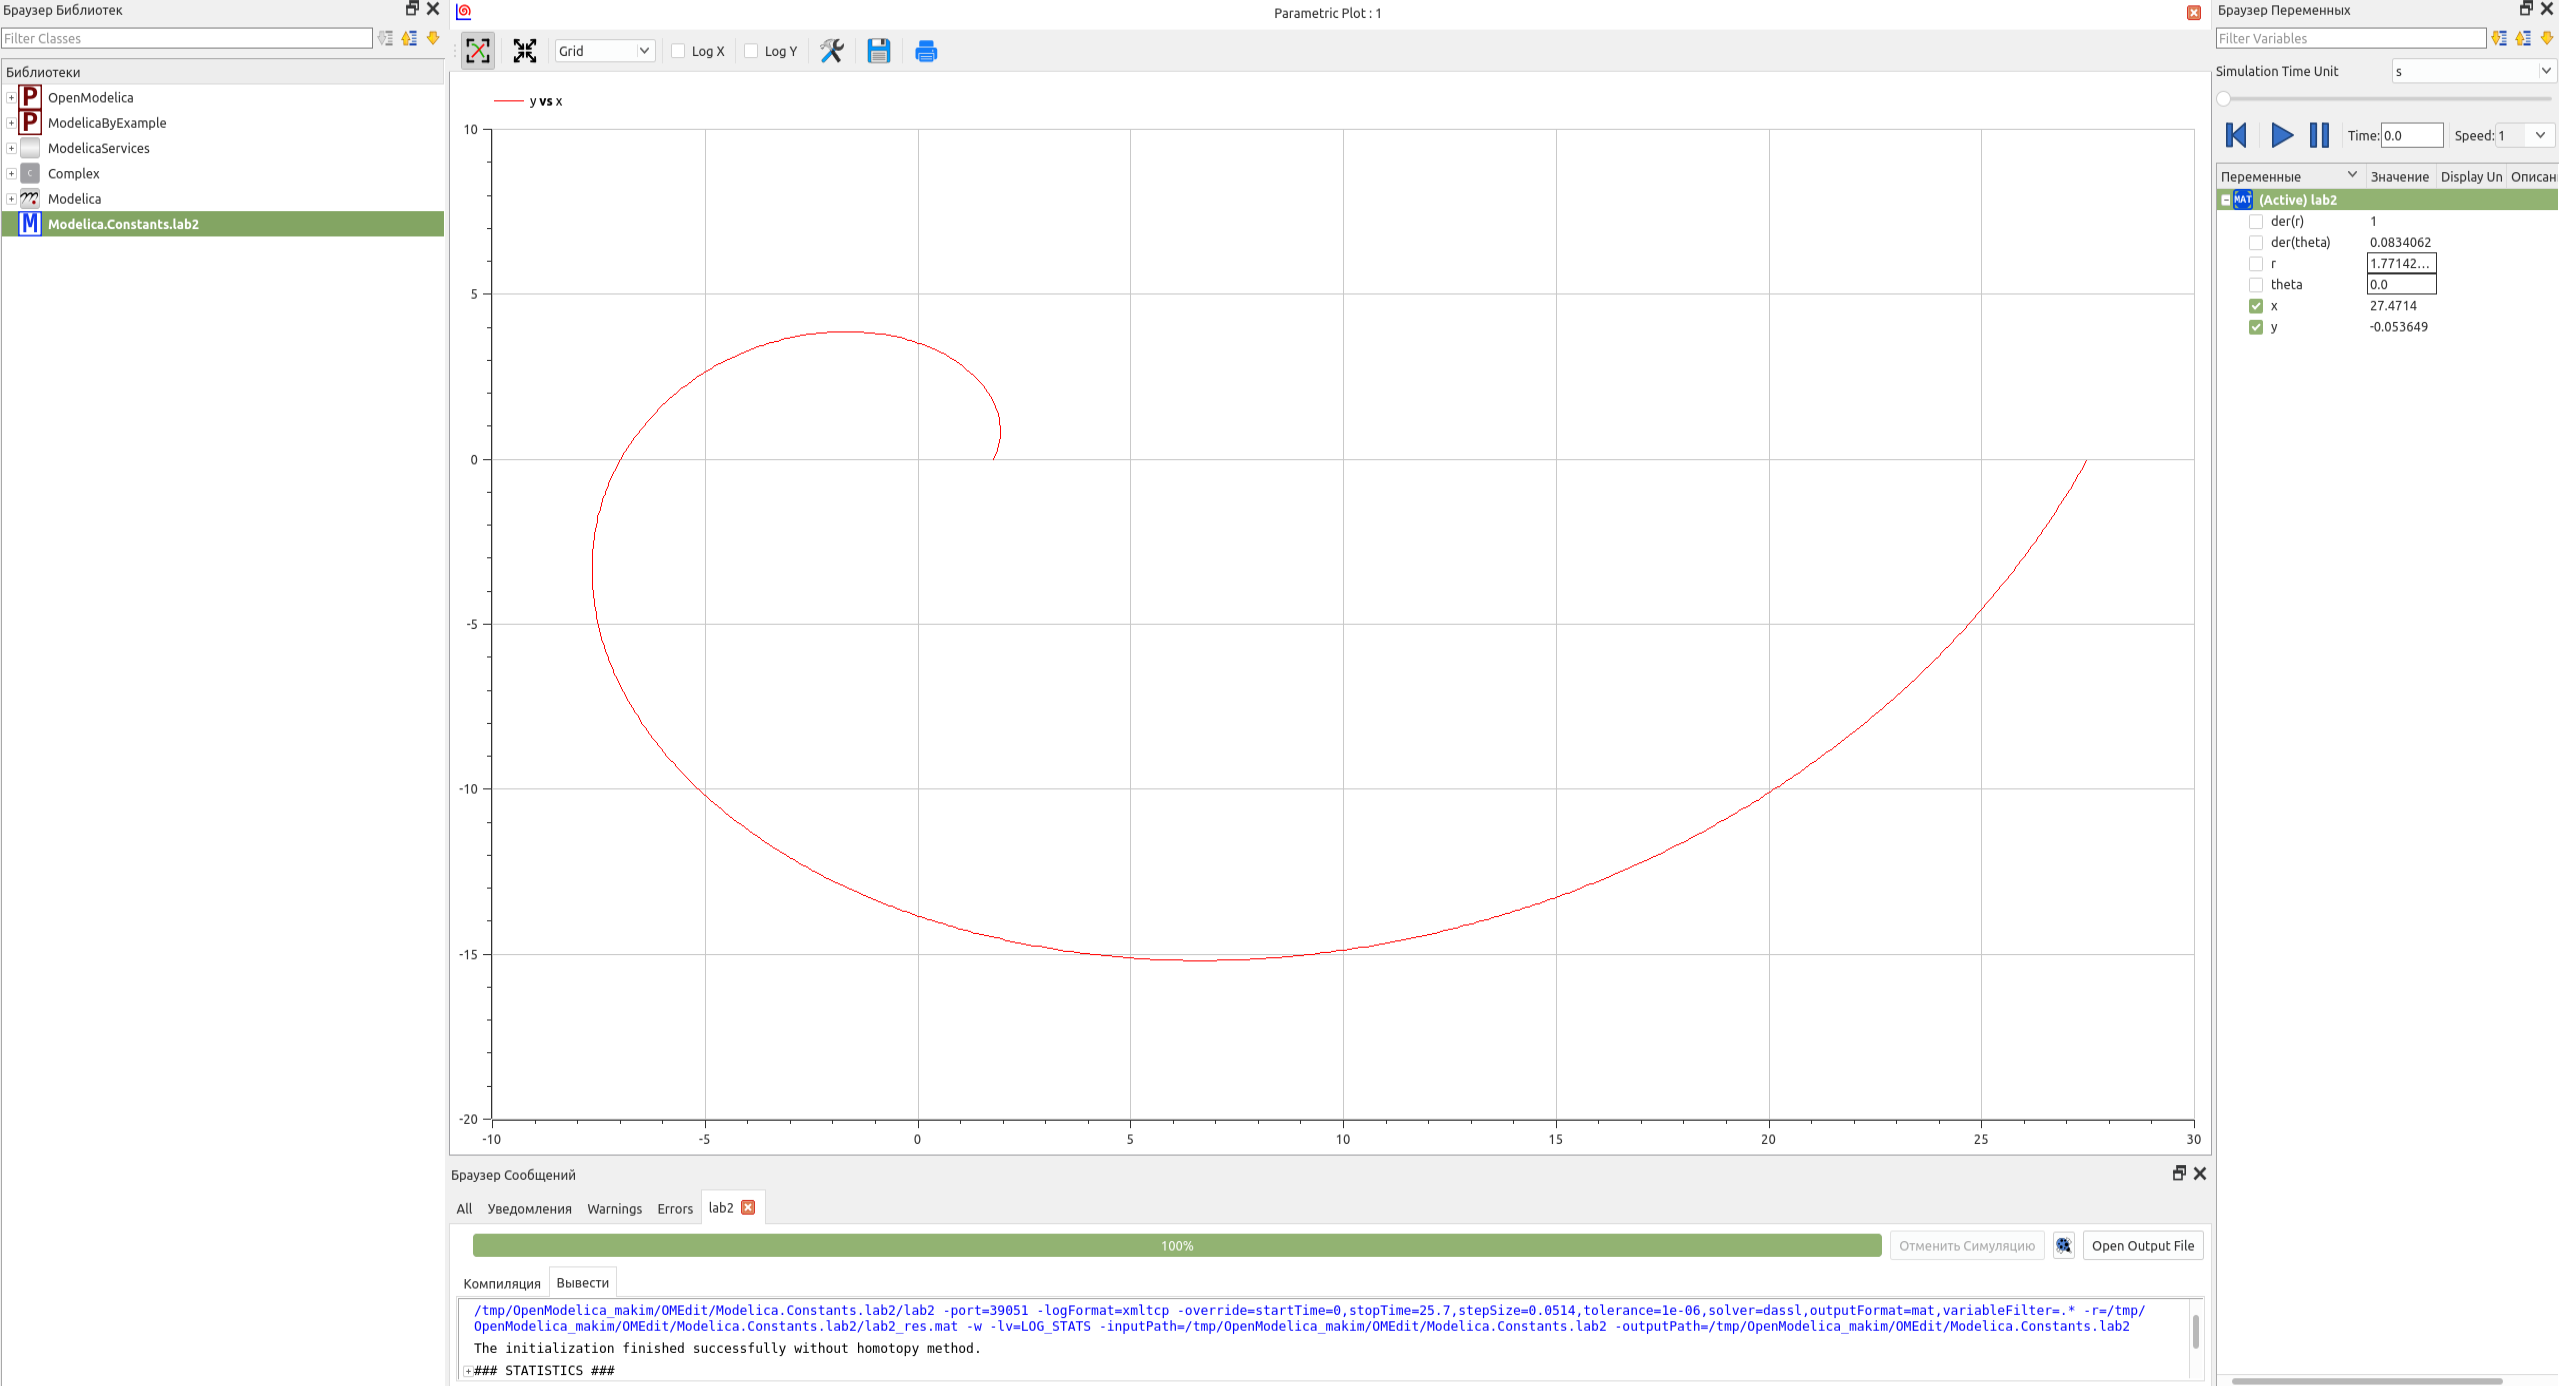 Браузер Библиотек
Filter Classes
Библиотеки
OpenModelica
ModelicaByExample
ModelicaServices
Complex
Modelica
Modelica.Constants.lab2
Parametric Plot : 1
Grid
Log X
Log Y
y vs x
10
5
0
-5
-10
-15
-20
-10
-5
0
5
10
15
20
25
30
Браузер Сообщений
All
Уведомления
Warnings
Errors
lab2
100%
Отменить Симуляцию
Open Output File
Компиляция
Вывести
/tmp/OpenModelica_makim/OMEdit/Modelica.Constants.lab2/lab2 -port=39051 -logFormat=xmltcp -override=startTime=0,stopTime=25.7,stepSize=0.0514,tolerance=1e-06,solver=dassl,outputFormat=mat,variableFilter=.* -r=/tmp/
OpenModelica_makim/OMEdit/Modelica.Constants.lab2/lab2_res.mat -w -lv=LOG_STATS -inputPath=/tmp/OpenModelica_makim/OMEdit/Modelica.Constants.lab2 -outputPath=/tmp/OpenModelica_makim/OMEdit/Modelica.Constants.lab2
The initialization finished successfully without homotopy method.
### STATISTICS ###
Браузер Переменных
Filter Variables
Simulation Time Unit s
Time: 0.0 Speed: 1
Переменные Значение Display Un Описан
MAT (Active) lab2
der(r) 1
der(theta) 0.0834062
r 1.77142...
theta 0.0
x 27.4714
y -0.053649